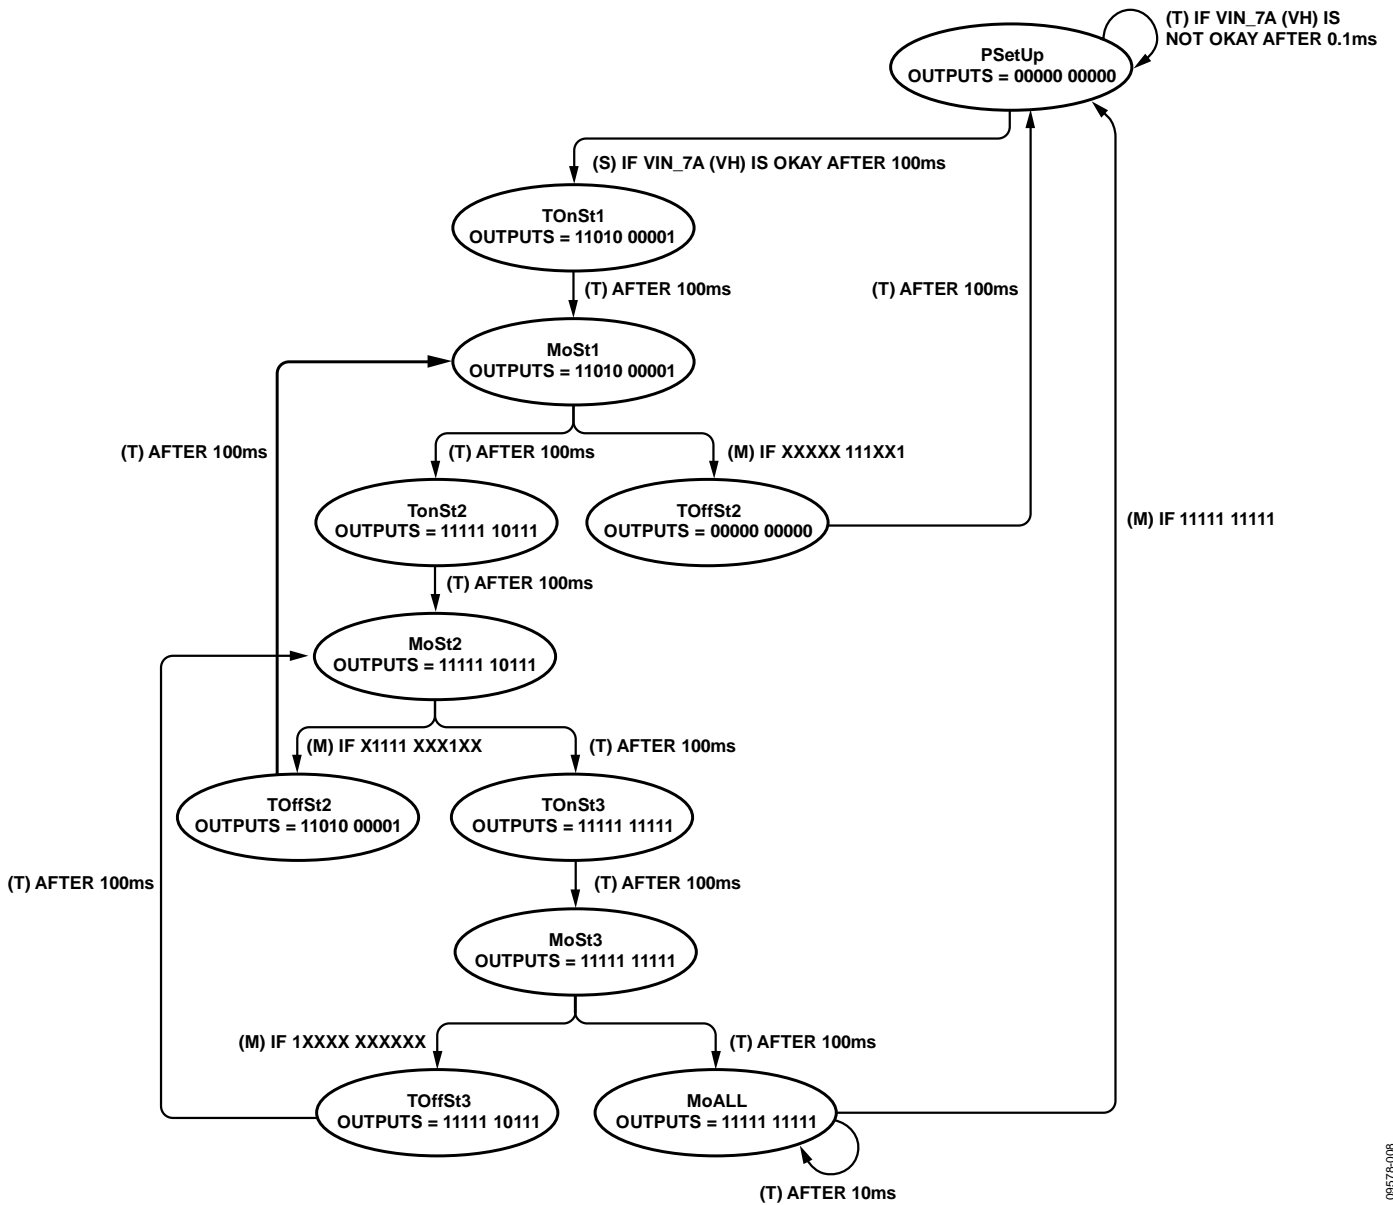 (T) IF VIN_7A (VH) IS
NOT OKAY AFTER 0.1ms
PSetUp
OUTPUTS = 00000 00000
(S) IF VIN_7A (VH) IS OKAY AFTER 100ms
TOnSt1
OUTPUTS = 11010 00001
(T) AFTER 100ms
(T) AFTER 100ms
MoSt1
OUTPUTS = 11010 00001
(T) AFTER 100ms
(T) AFTER 100ms
(M) IF XXXXX 111XX1
TonSt2
OUTPUTS = 11111 10111
TOffSt2
OUTPUTS = 00000 00000
(M) IF 11111 11111
(T) AFTER 100ms
MoSt2
OUTPUTS = 11111 10111
(M) IF X1111 XXX1XX
(T) AFTER 100ms
TOffSt2
OUTPUTS = 11010 00001
TOnSt3
OUTPUTS = 11111 11111
(T) AFTER 100ms
(T) AFTER 100ms
MoSt3
OUTPUTS = 11111 11111
(M) IF 1XXXX XXXXXX
(T) AFTER 100ms
TOffSt3
OUTPUTS = 11111 10111
MoALL
OUTPUTS = 11111 11111
(T) AFTER 10ms
09578-008